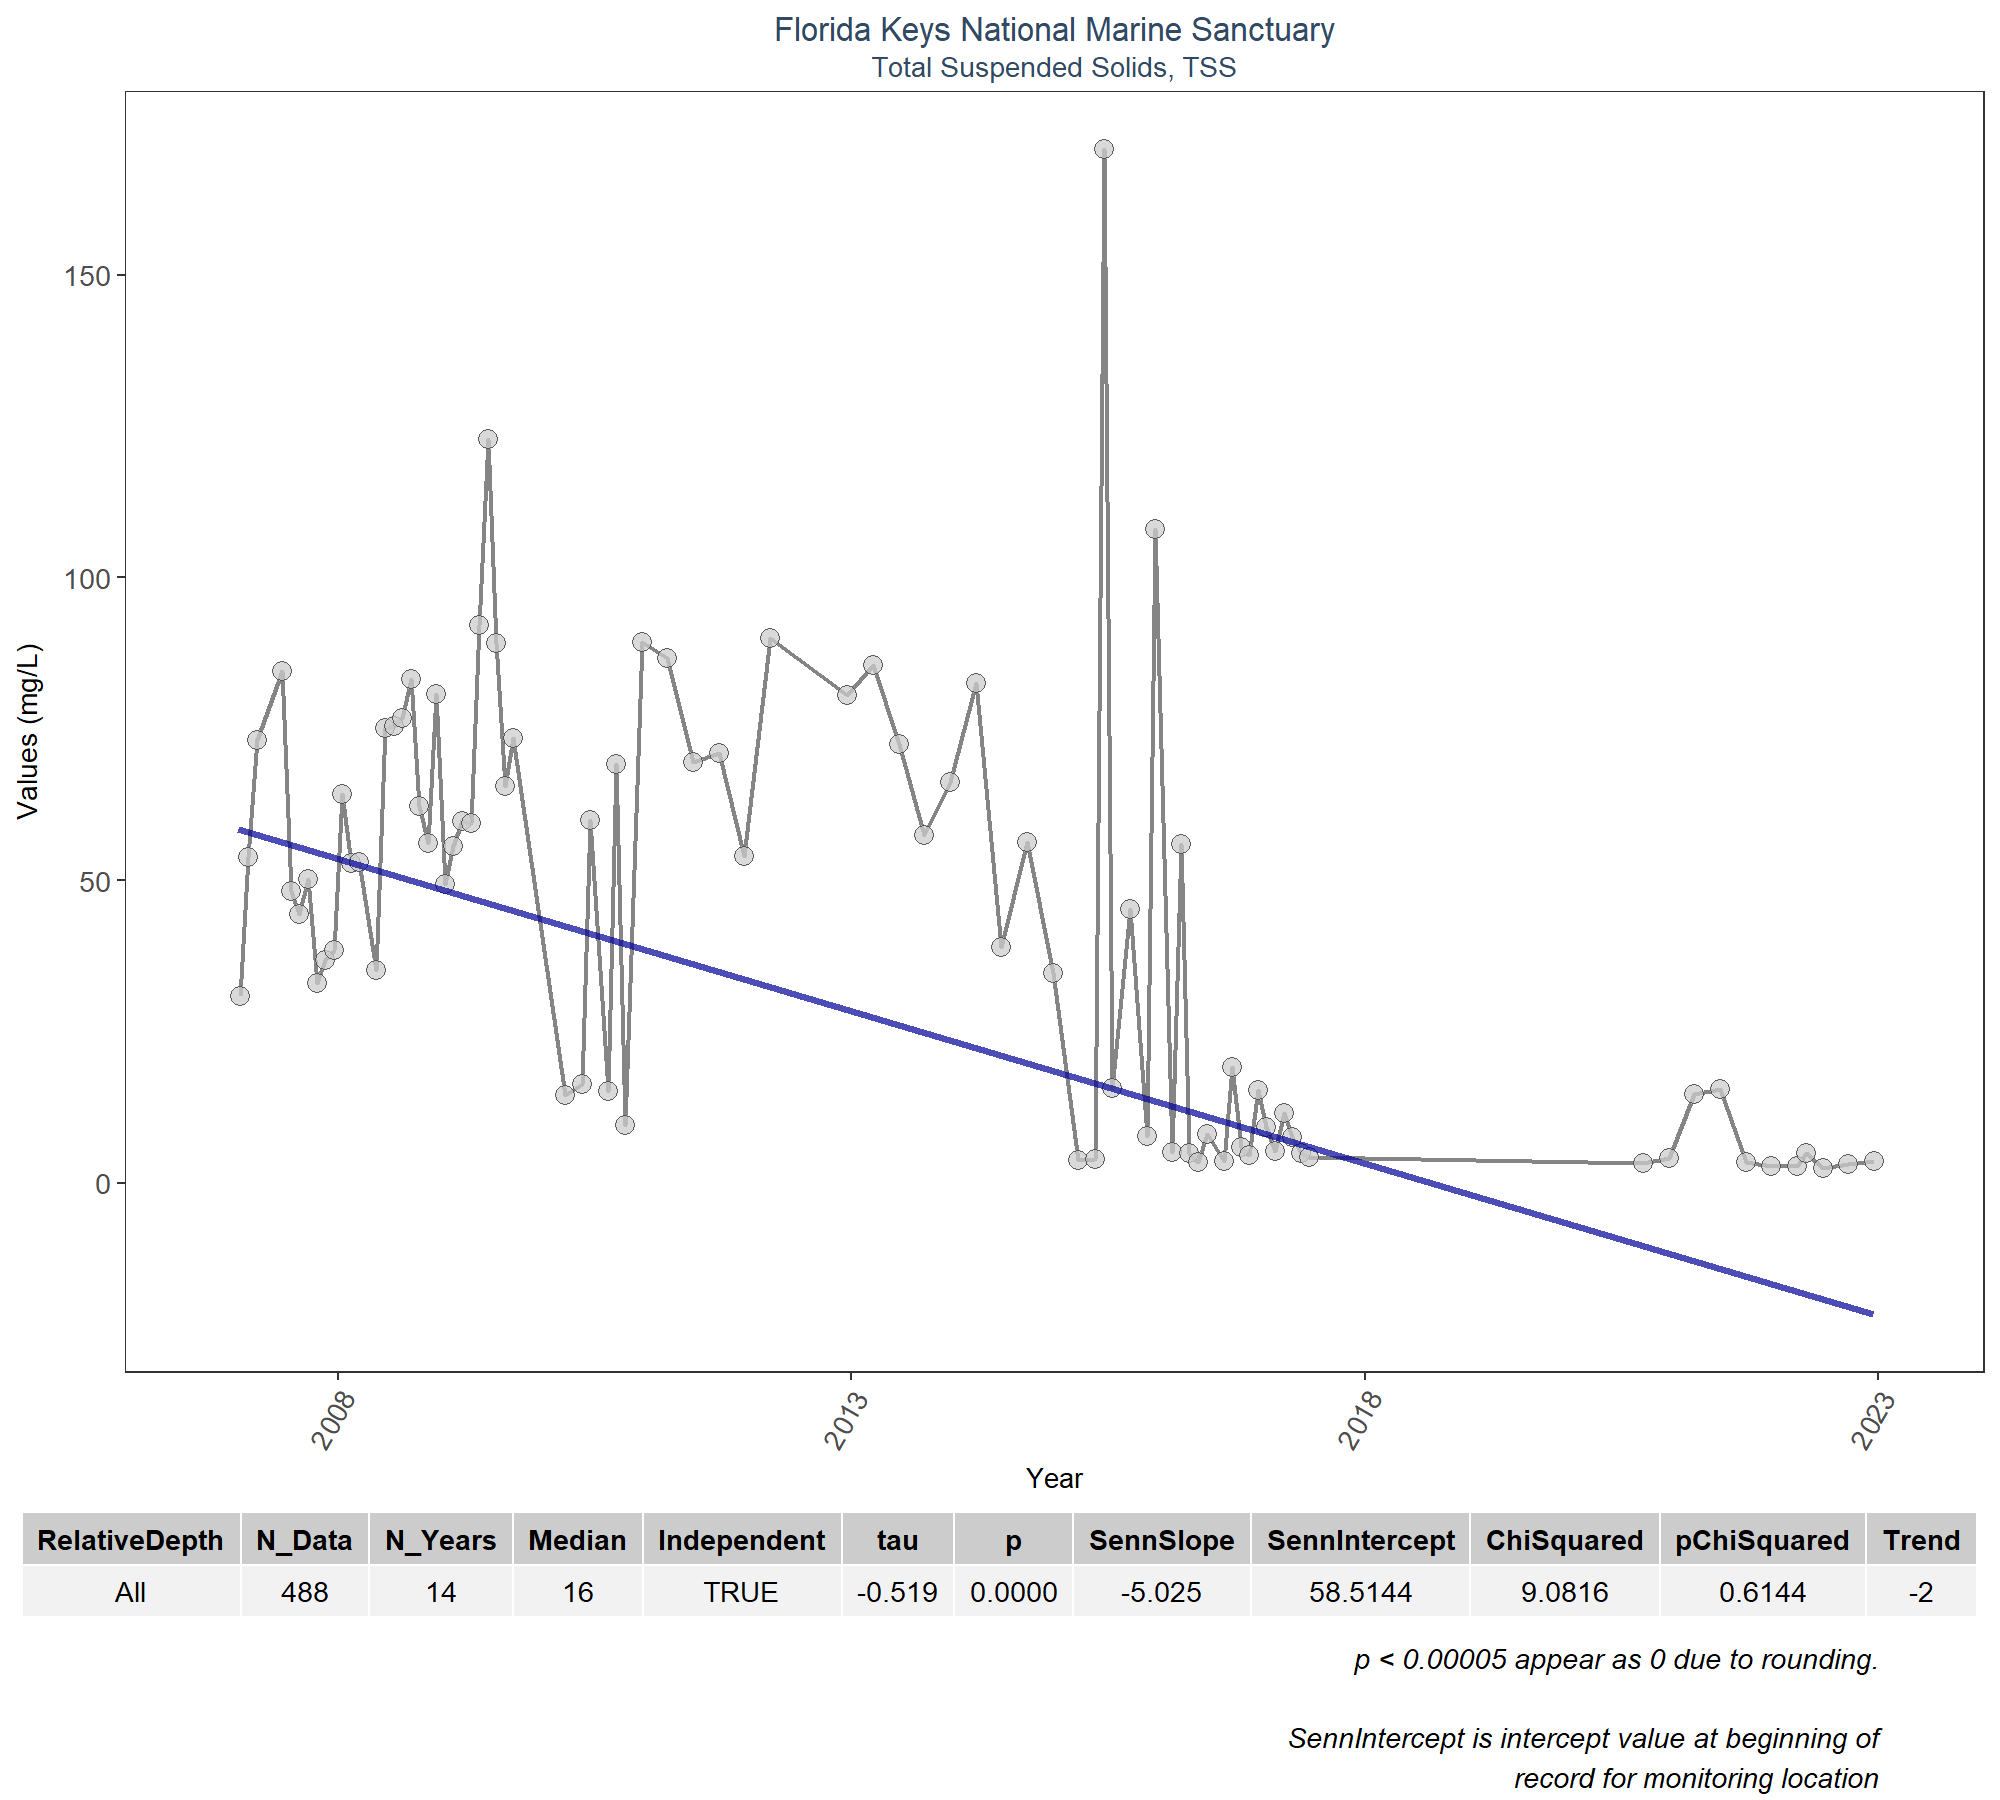 Florida Keys National Marine Sanctuary
Total Suspended Solids, TSS
Values (mg/L)
150
100
50
0
2008 2013 2018 2023
Year
RelativeDepth N_Data N_Years Median Independent tau p SennSlope SennIntercept ChiSquared pChiSquared Trend
All 488 14 16 TRUE -0.519 0.0000 -5.025 58.5144 9.0816 0.6144 -2
p < 0.00005 appear as 0 due to rounding.
SennIntercept is intercept value at beginning of
record for monitoring location